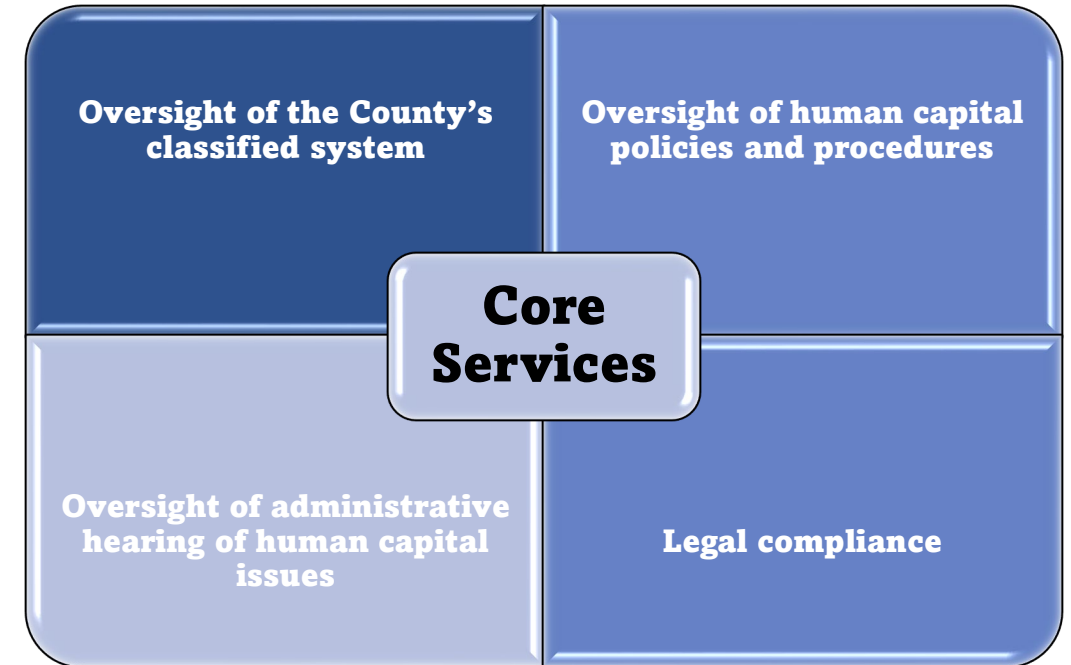 Oversight of the County’s
classified system
Oversight of human capital
policies and procedures
Core
Services
Oversight of administrative
hearing of human capital
issues
Legal compliance